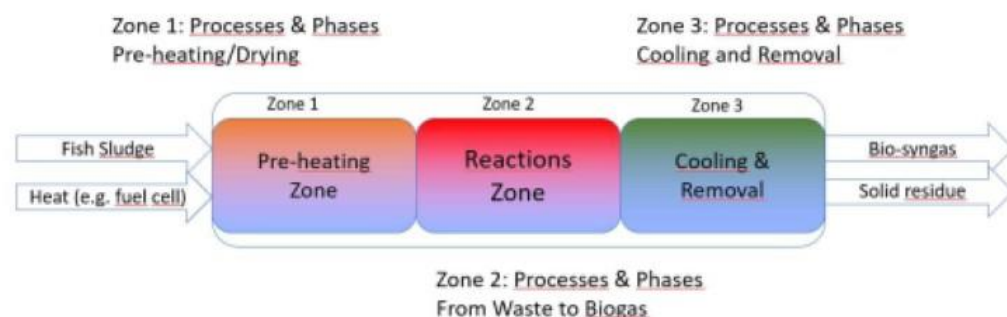 Zone 1: Processes & Phases
Pre-heating/Drying
Zone 3: Processes & Phases
Cooling and Removal
Zone 1
Zone 2
Zone 3
Fish Sludge
Heat (e.g. fuel cell)
Pre-heating
Zone
Reactions
Zone
Cooling &
Removal
Bio-syngas
Solid residue
Zone 2: Processes & Phases
From Waste to Biogas